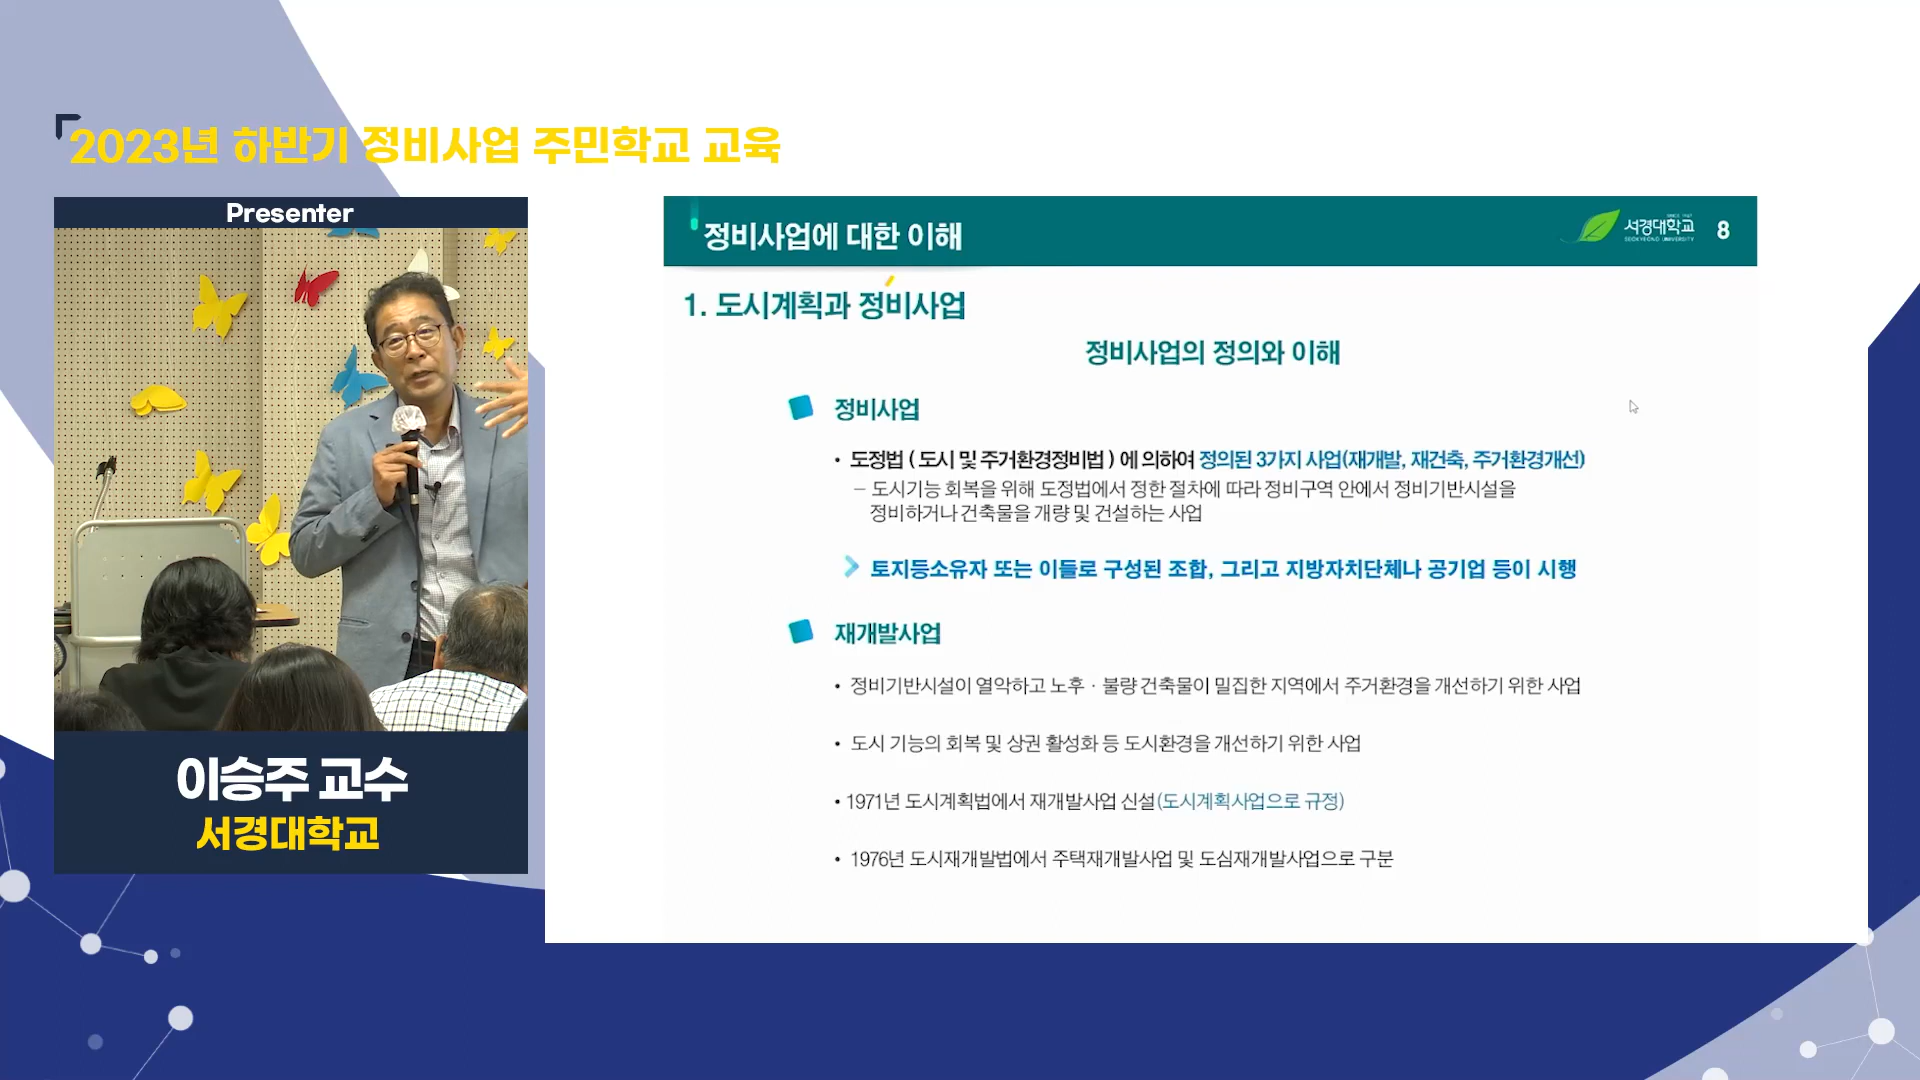 2023년 하반기 정비사업 주민학교 교육
Presenter
이승주 교수
서경대학교
정비사업에 대한 이해
SINCE 1947
서경대학교
SEOKYEONG UNIVERSITY
8
1. 도시계획과 정비사업
정비사업의 정의와 이해
정비사업
• 도정법 ( 도시 및 주거환경정비법 ) 에 의하여 정의된 3가지 사업(재개발, 재건축, 주거환경개선)
– 도시기능 회복을 위해 도정법에서 정한 절차에 따라 정비구역 안에서 정비기반시설을
정비하거나 건축물을 개량 및 건설하는 사업
토지등소유자 또는 이들로 구성된 조합, 그리고 지방자치단체나 공기업 등이 시행
재개발사업
• 정비기반시설이 열악하고 노후 · 불량 건축물이 밀집한 지역에서 주거환경을 개선하기 위한 사업
• 도시 기능의 회복 및 상권 활성화 등 도시환경을 개선하기 위한 사업
• 1971년 도시계획법에서 재개발사업 신설(도시계획사업으로 규정)
• 1976년 도시재개발법에서 주택재개발사업 및 도심재개발사업으로 구분